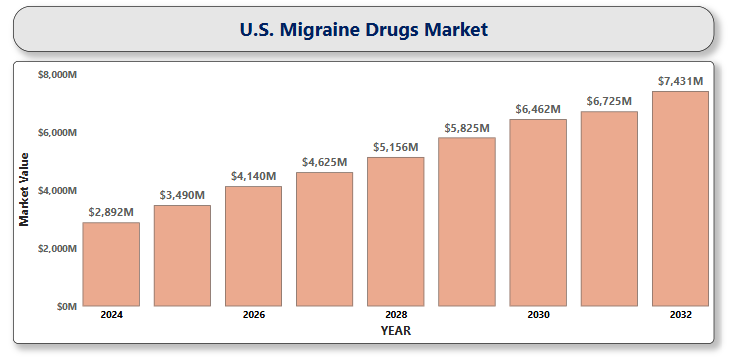 U.S. Migraine Drugs Market
$8,000M
$6,000M
$4,000M
$2,000M
$0M
Market Value
$2,892M
$3,490M
$4,140M
$4,625M
$5,156M
$5,825M
$6,462M
$6,725M
$7,431M
2024
2026
2028
2030
2032
YEAR